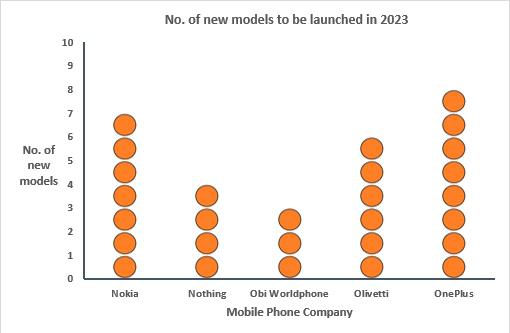 No. of new models to be launched in 2023
10
9
8
7
6
5
4
3
2
1
0
No. of
new
models
Nokia
Nothing
Obi Worldphone
Olivetti
OnePlus
Mobile Phone Company